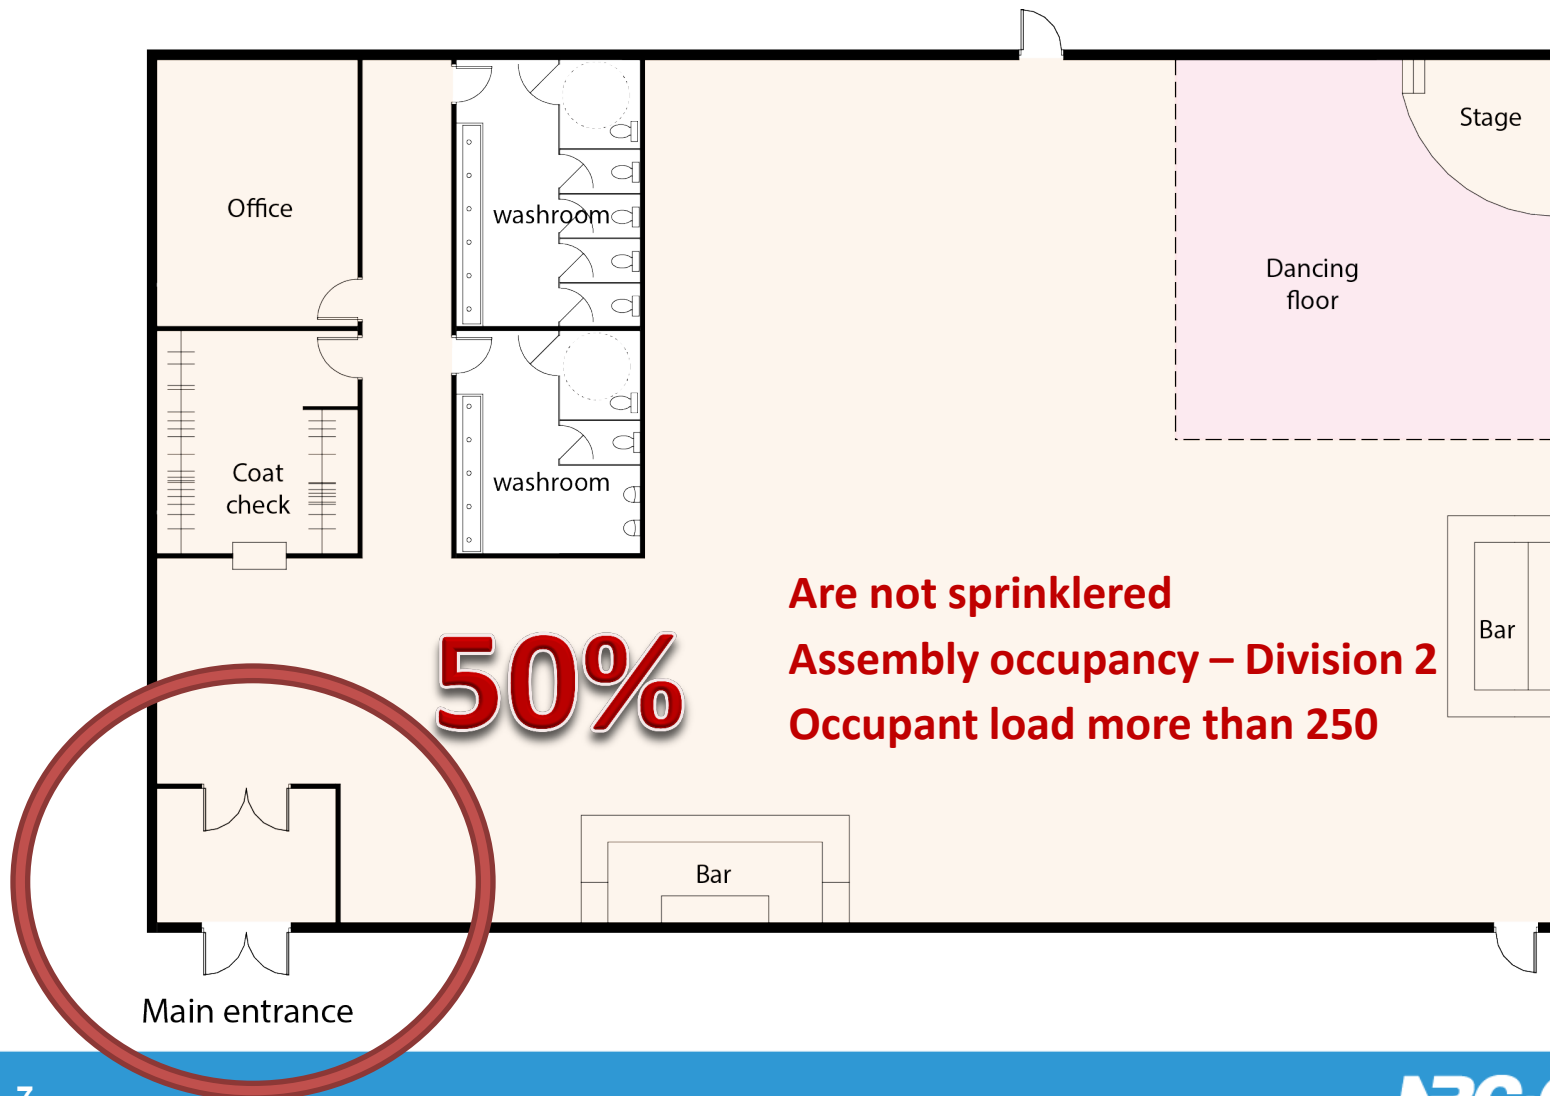 Stage
Office
washroom
Dancing
floor
Coat
check
washroom
Are not sprinklered
50%
Assembly occupancy – Division 2
Bar
Occupant load more than 250
Bar
Main entrance
7